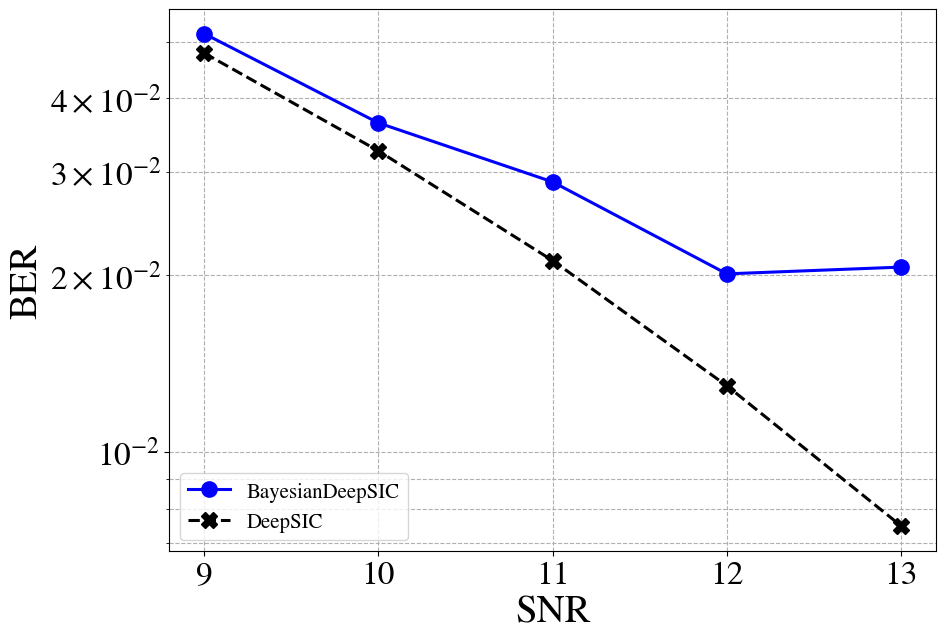 BER
4×10⁻²
3×10⁻²
2×10⁻²
10⁻²
BayesianDeepSIC
DeepSIC
9 10 11 12 13
SNR